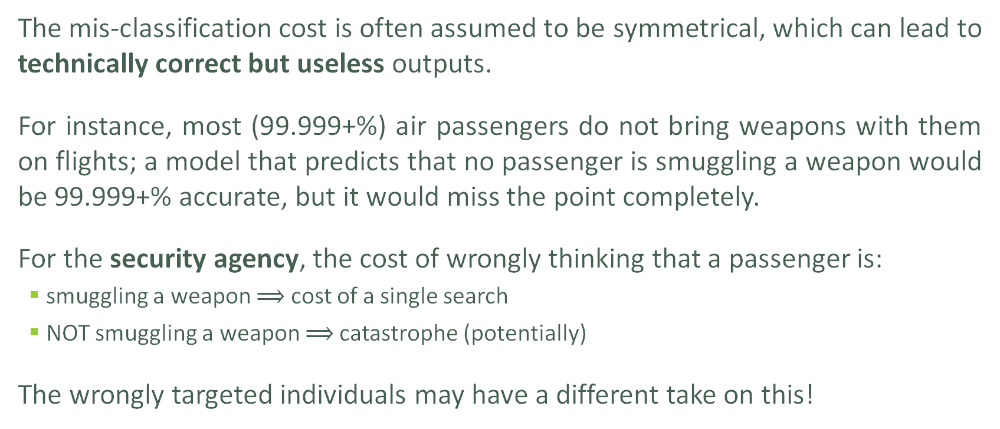 The mis-classification cost is often assumed to be symmetrical, which can lead to
technically correct but useless outputs.
For instance, most (99.999+%) air passengers do not bring weapons with them
on flights; a model that predicts that no passenger is smuggling a weapon would
be 99.999+% accurate, but it would miss the point completely.
For the security agency, the cost of wrongly thinking that a passenger is:
▪ smuggling a weapon ⟹ cost of a single search
▪ NOT smuggling a weapon ⟹ catastrophe (potentially)
The wrongly targeted individuals may have a different take on this!